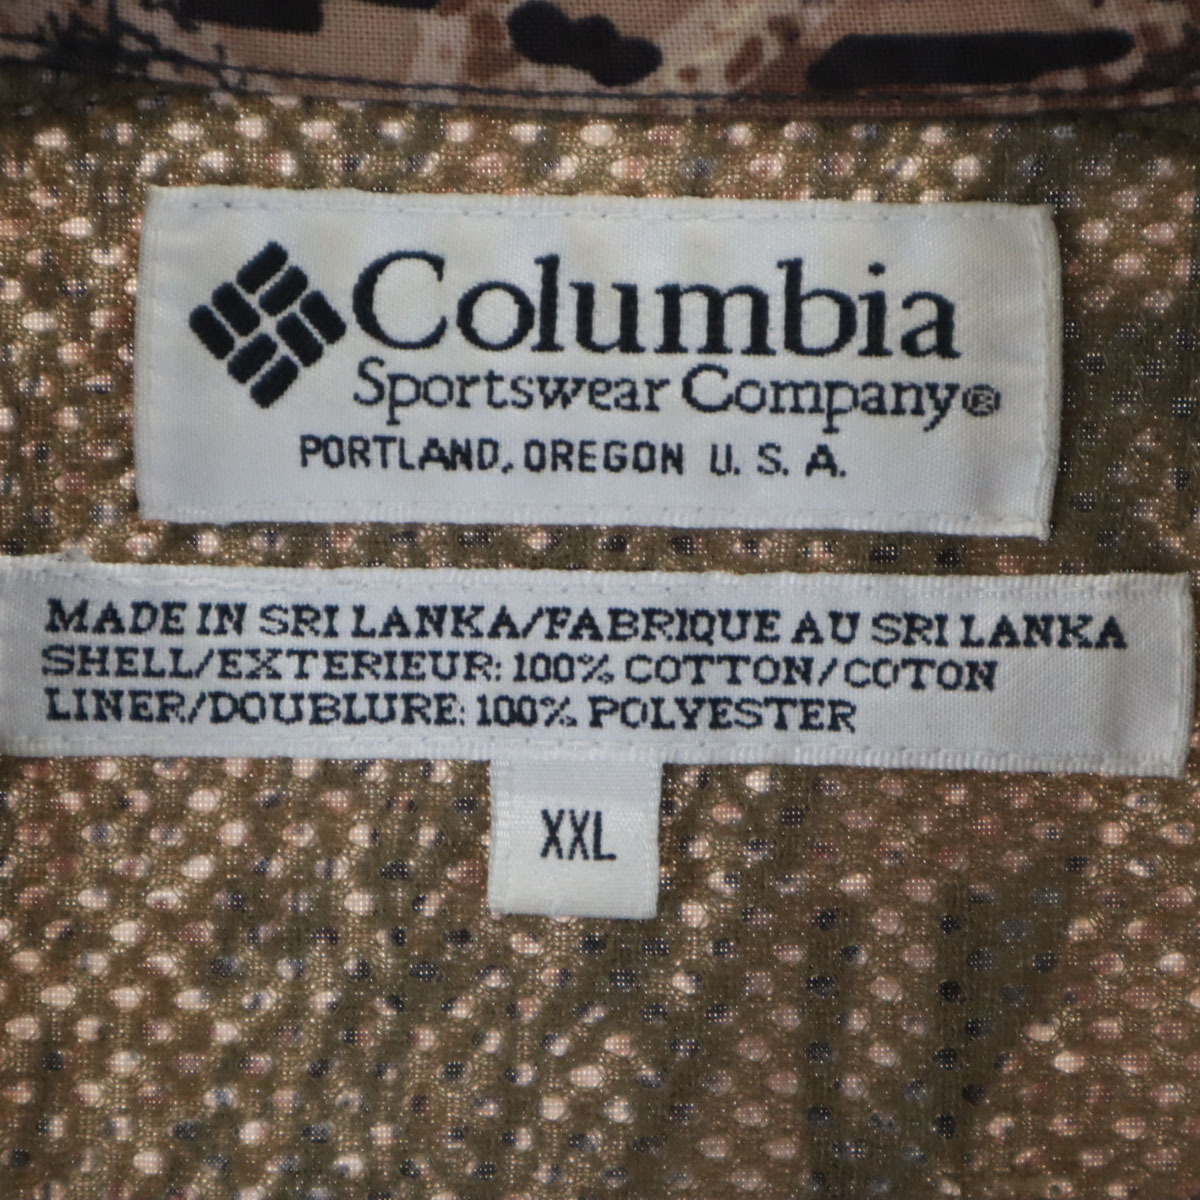 Columbia
Sportswear Company®
PORTLAND, OREGON U. S. A.
MADE IN SRI LANKA/FABRIQUE AU SRI LANKA
SHELL/EXTERIEUR: 100% COTTON/COTON
LINER/DOUBLURE: 100% POLYESTER
XXL